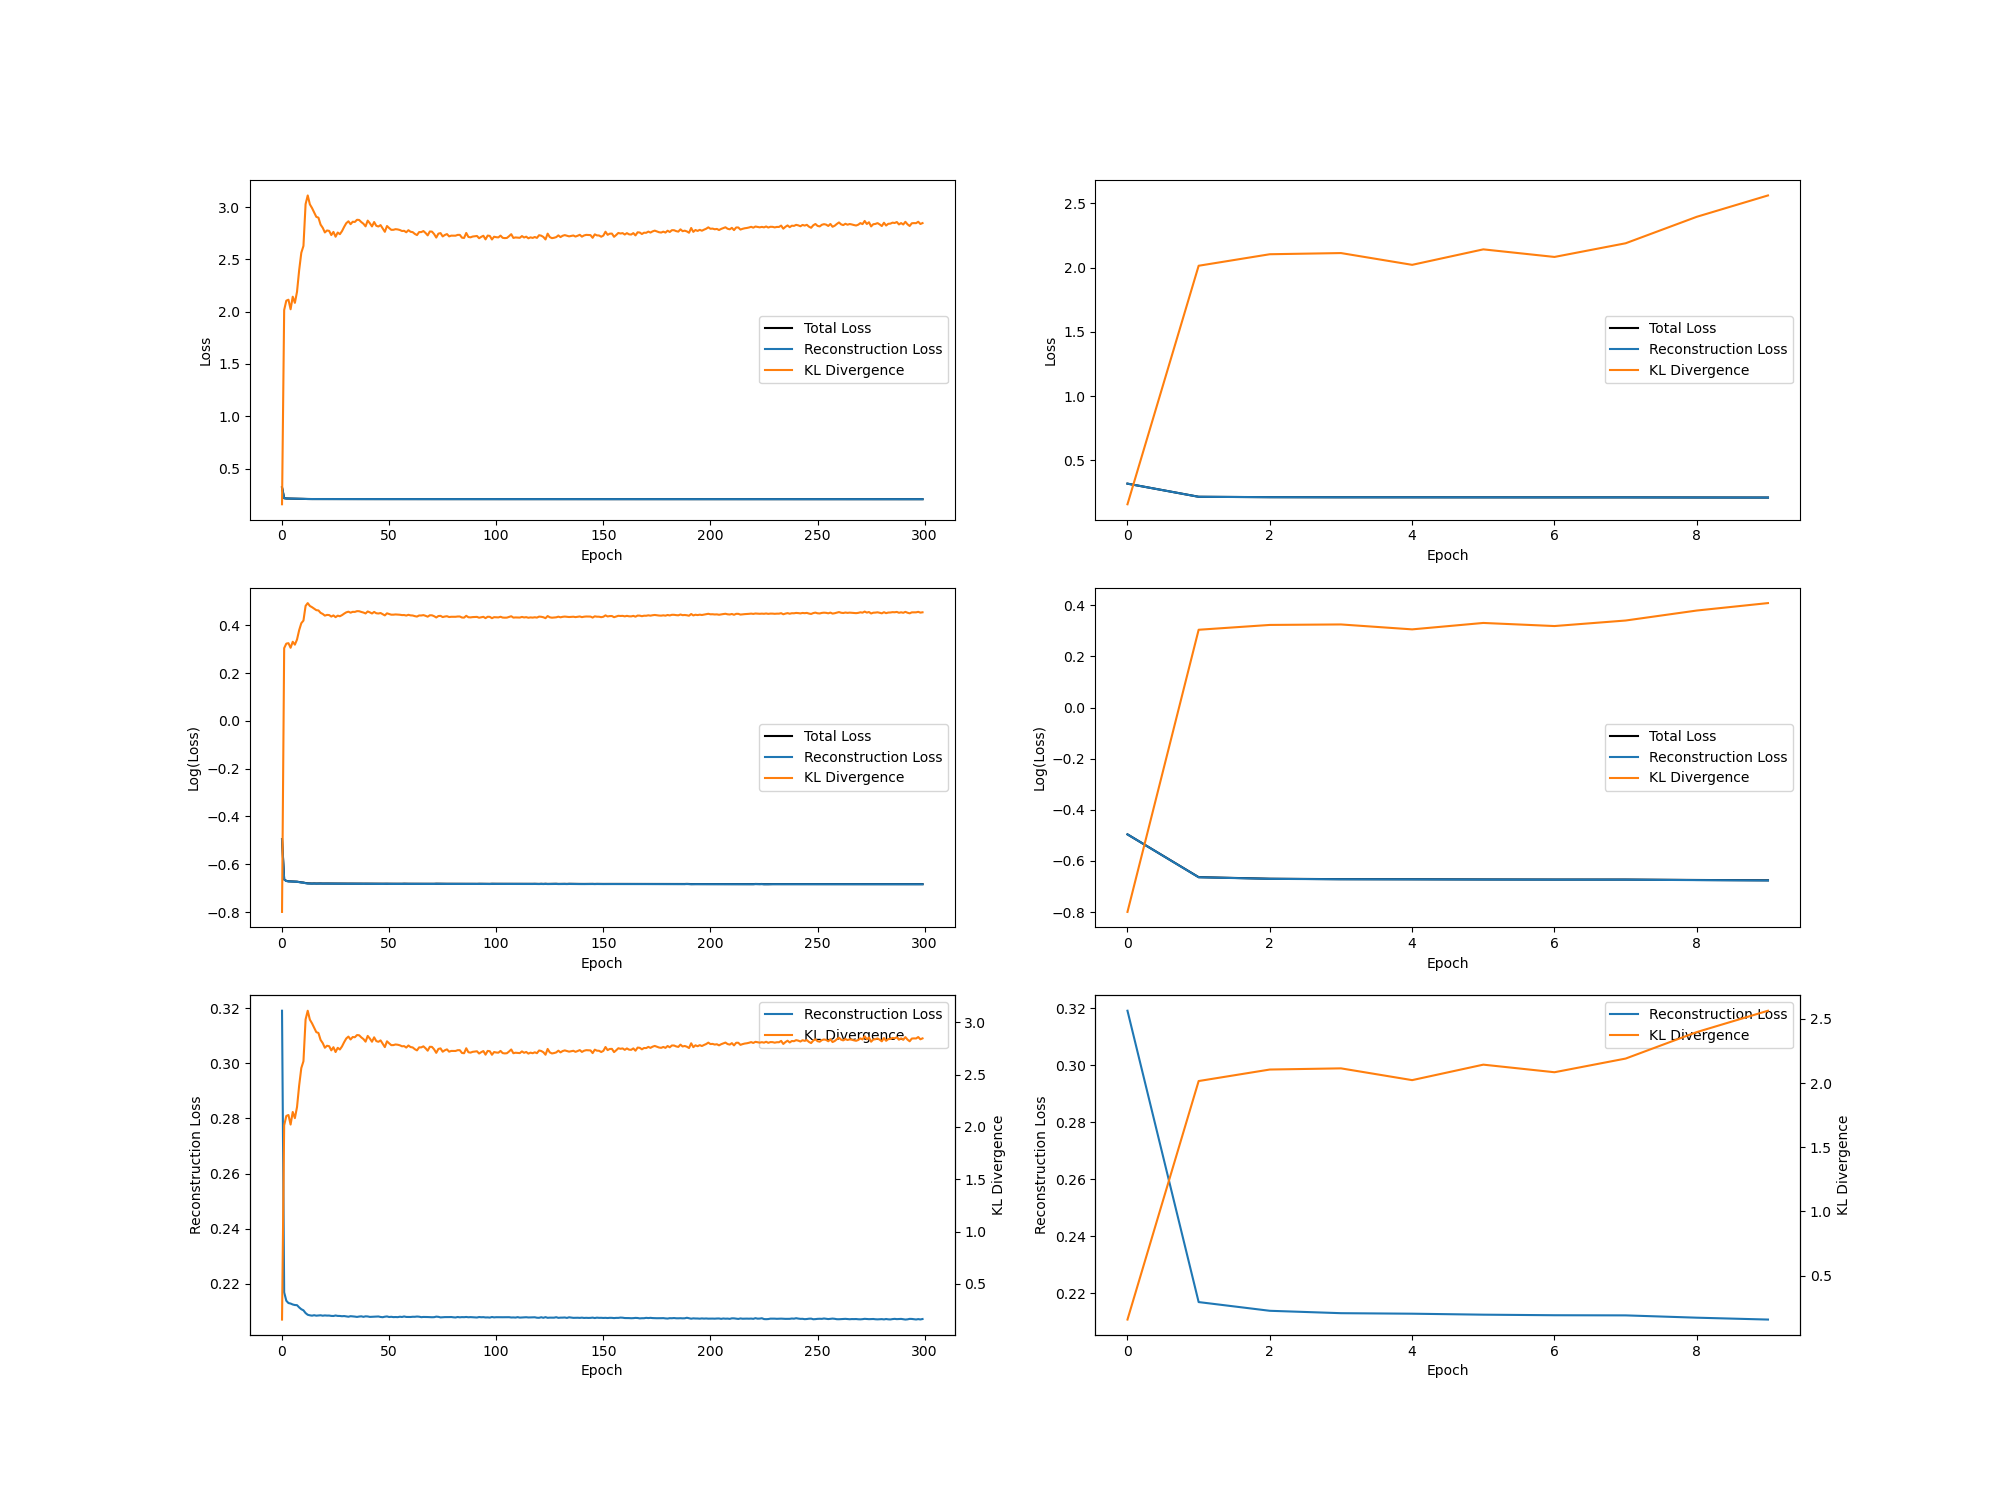 3.0
2.5
2.0
1.5
1.0
0.5
Loss
Total Loss
Reconstruction Loss
KL Divergence
0 50 100 150 200 250 300
Epoch
2.5
2.0
1.5
1.0
0.5
Loss
Total Loss
Reconstruction Loss
KL Divergence
0 2 4 6 8
Epoch
0.4
0.2
0.0
−0.2
−0.4
−0.6
−0.8
Log(Loss)
Total Loss
Reconstruction Loss
KL Divergence
0 50 100 150 200 250 300
Epoch
0.4
0.2
0.0
−0.2
−0.4
−0.6
−0.8
Log(Loss)
Total Loss
Reconstruction Loss
KL Divergence
0 2 4 6 8
Epoch
0.32
0.30
0.28
0.26
0.24
0.22
Reconstruction Loss
Reconstruction Loss
KL Divergence
3.0
2.5
2.0
1.5
1.0
0.5
KL Divergence
0 50 100 150 200 250 300
Epoch
0.32
0.30
0.28
0.26
0.24
0.22
Reconstruction Loss
Reconstruction Loss
KL Divergence
2.5
2.0
1.5
1.0
0.5
KL Divergence
0 2 4 6 8
Epoch